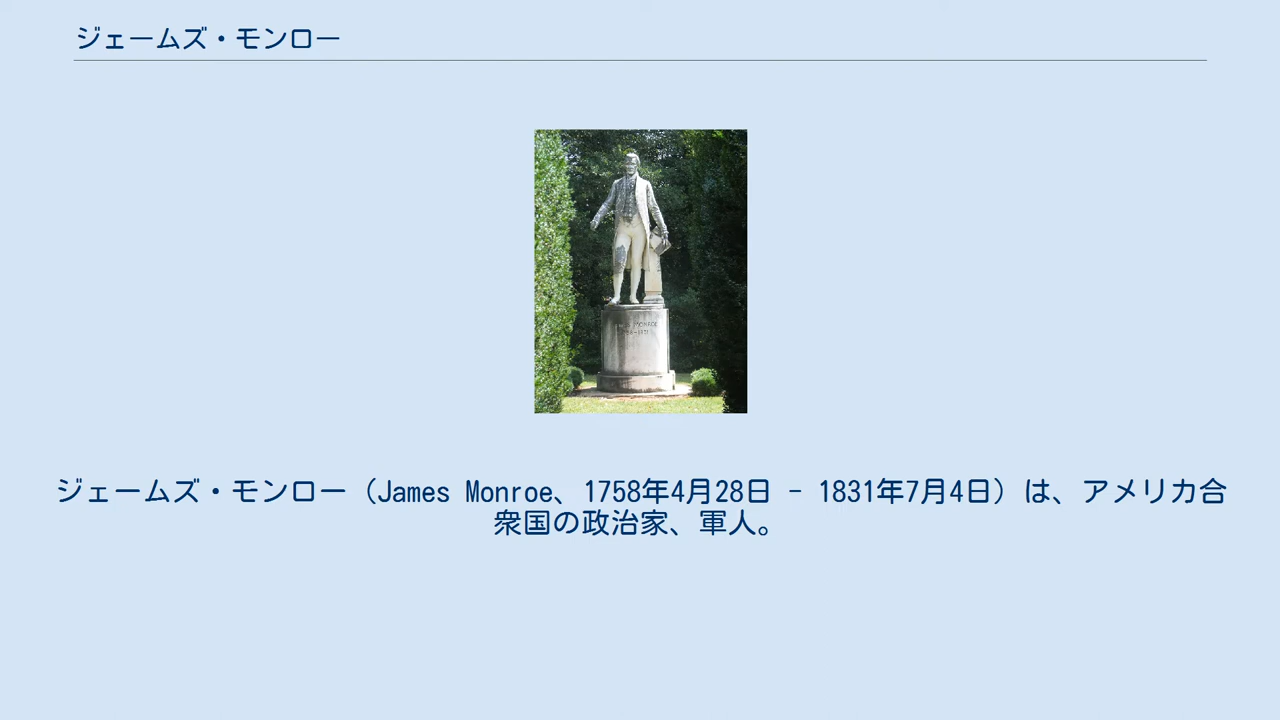 ジェームズ・モンロー
ジェームズ・モンロー（James Monroe、1758年4月28日 - 1831年7月4日）は、アメリカ合
衆国の政治家、軍人。